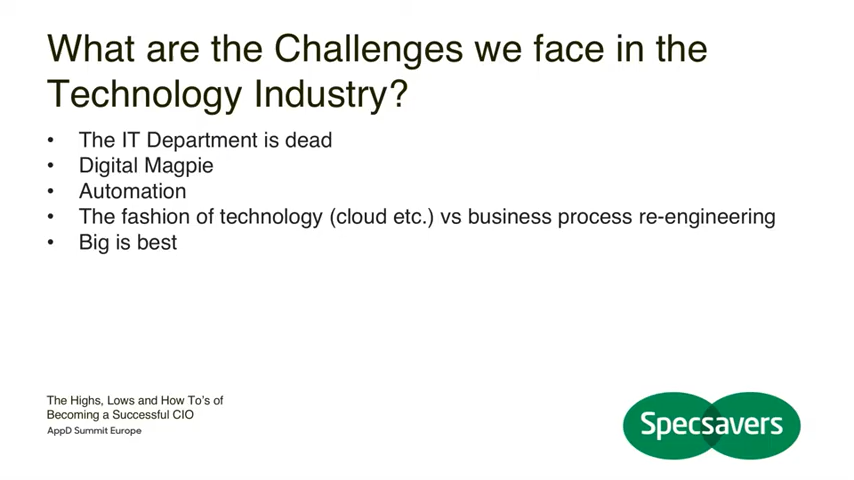 What are the Challenges we face in the
Technology Industry?
• The IT Department is dead
• Digital Magpie
• Automation
• The fashion of technology (cloud etc.) vs business process re-engineering
• Big is best
The Highs, Lows and How To's of
Becoming a Successful CIO
AppD Summit Europe
Specsavers